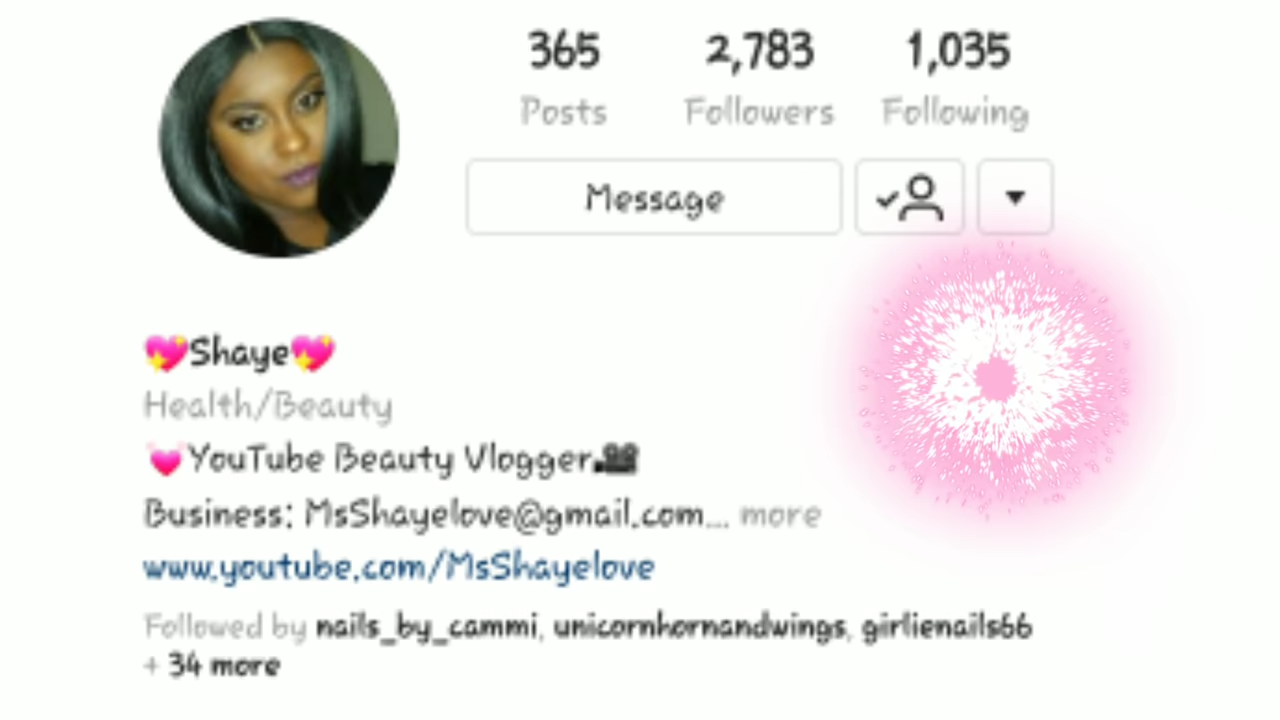 365 2,783 1,035
Posts Followers Following
Message
💖Shaye💖
Health/Beauty
💓YouTube Beauty Vlogger🎥
Business: MsShayelove@gmail.com... more
www.youtube.com/MsShayelove
Followed by nails_by_cammi, unicornhornandwings, girlienails66
+ 34 more